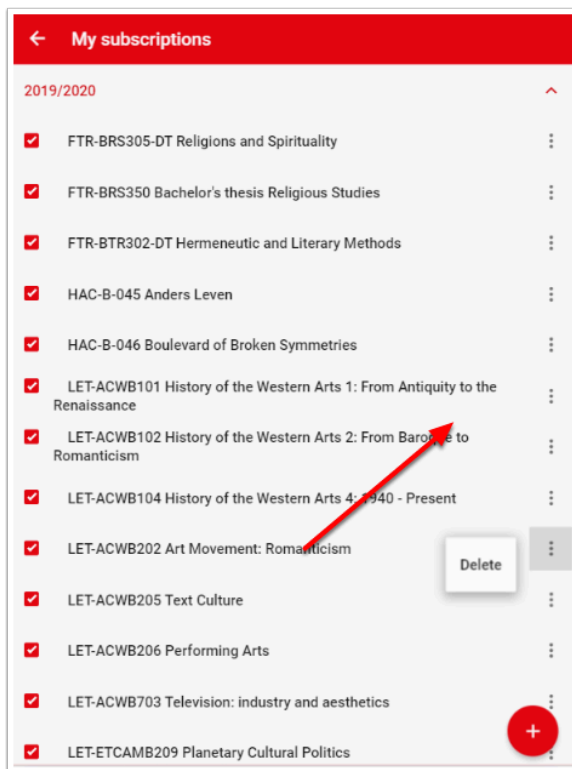 My subscriptions
2019/2020
FTR-BRS305-DT Religions and Spirituality
FTR-BRS350 Bachelor's thesis Religious Studies
FTR-BTR302-DT Hermeneutic and Literary Methods
HAC-B-045 Anders Leven
HAC-B-046 Boulevard of Broken Symmetries
LET-ACWB101 History of the Western Arts 1: From Antiquity to the
Renaissance
LET-ACWB102 History of the Western Arts 2: From Baroque to
Romanticism
LET-ACWB104 History of the Western Arts 4: 1940 - Present
LET-ACWB202 Art Movement: Romanticism
Delete
LET-ACWB205 Text Culture
LET-ACWB206 Performing Arts
LET-ACWB703 Television: industry and aesthetics
LET-ETCAMB209 Planetary Cultural Politics